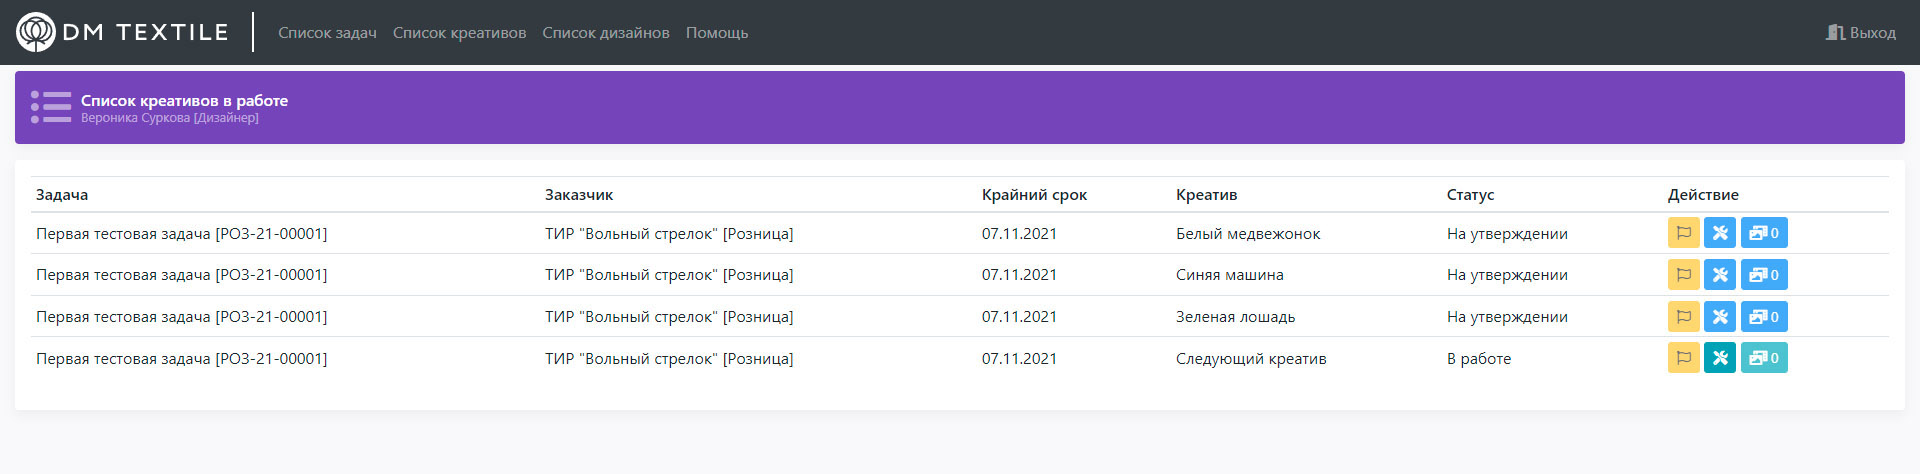 DM TEXTILE Список задач Список креативов Список дизайнов Помощь Выход
Список креативов в работе
Вероника Суркова [Дизайнер]
Задача Заказчик Крайний срок Креатив Статус Действие
Первая тестовая задача [РОЗ-21-00001] ТИР "Вольный стрелок" [Розница] 07.11.2021 Белый медвежонок На утверждении 0
Первая тестовая задача [РОЗ-21-00001] ТИР "Вольный стрелок" [Розница] 07.11.2021 Синяя машина На утверждении 0
Первая тестовая задача [РОЗ-21-00001] ТИР "Вольный стрелок" [Розница] 07.11.2021 Зеленая лошадь На утверждении 0
Первая тестовая задача [РОЗ-21-00001] ТИР "Вольный стрелок" [Розница] 07.11.2021 Следующий креатив В работе 0